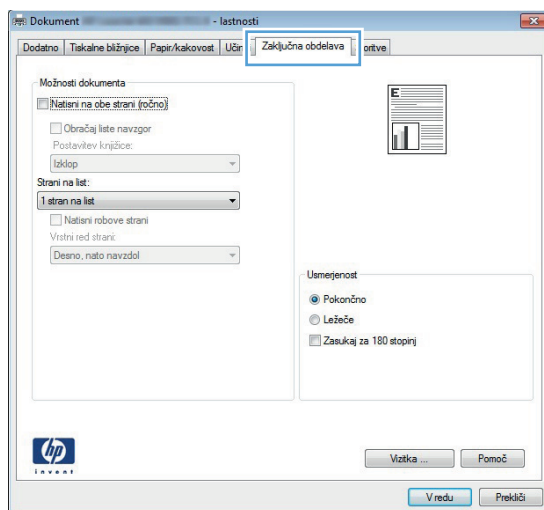 Dokument - lastnosti
Dodatno Tiskalne bližnjice Papir/kakovost Zaključna obdelava
Možnosti dokumenta
Natisni na obe strani (ročno)
Obračaj liste navzgor
Postavitev knjižice:
Izklop
Strani na list:
1 stran na list
Natisni robove strani
Vrstni red strani:
Desno, nato navzdol
E
Usmerjenost
Pokončno
Ležeče
Zasukaj za 180 stopinj
hp
invent
Vizitka ... Pomoč
V redu Prekliči